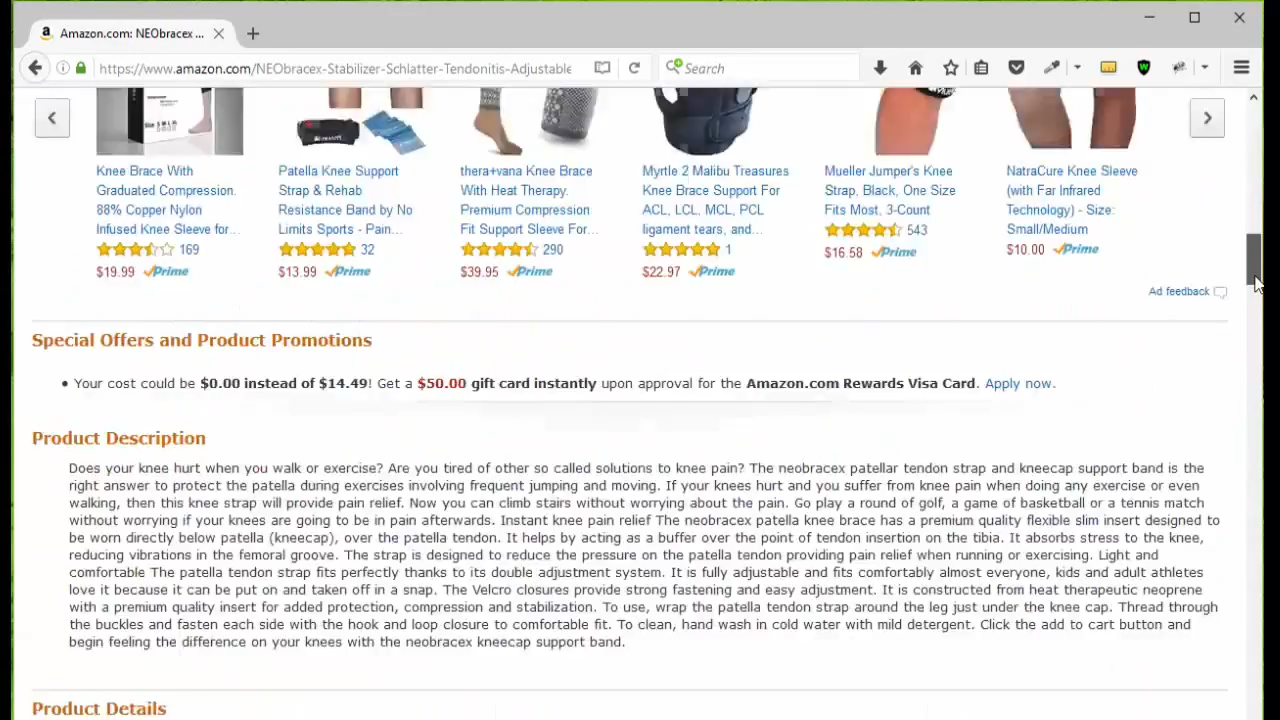 Amazon.com: NEObracex ...
https://www.amazon.com/NEObracex-Stabilizer-Schlatter-Tendonitis-Adjustable
Search
Knee Brace With
Graduated Compression.
88% Copper Nylon
Infused Knee Sleeve for...
169
$19.99 Prime
Patella Knee Support
Strap & Rehab
Resistance Band by No
Limits Sports - Pain...
32
$13.99 Prime
thera+vana Knee Brace
With Heat Therapy.
Premium Compression
Fit Support Sleeve For...
290
$39.95 Prime
Myrtle 2 Malibu Treasures
Knee Brace Support For
ACL, LCL, MCL, PCL
ligament tears, and...
1
$22.97 Prime
Mueller Jumper's Knee
Strap, Black, One Size
Fits Most, 3-Count
543
$16.58 Prime
NatraCure Knee Sleeve
(with Far Infrared
Technology) - Size:
Small/Medium
$10.00 Prime
Ad feedback
Special Offers and Product Promotions
• Your cost could be $0.00 instead of $14.49! Get a $50.00 gift card instantly upon approval for the Amazon.com Rewards Visa Card. Apply now.
Product Description
Does your knee hurt when you walk or exercise? Are you tired of other so called solutions to knee pain? The neobracex patellar tendon strap and kneecap support band is the
right answer to protect the patella during exercises involving frequent jumping and moving. If your knees hurt and you suffer from knee pain when doing any exercise or even
walking, then this knee strap will provide pain relief. Now you can climb stairs without worrying about the pain. Go play a round of golf, a game of basketball or a tennis match
without worrying if your knees are going to be in pain afterwards. Instant knee pain relief The neobracex patella knee brace has a premium quality flexible slim insert designed to
be worn directly below patella (kneecap), over the patella tendon. It helps by acting as a buffer over the point of tendon insertion on the tibia. It absorbs stress to the knee,
reducing vibrations in the femoral groove. The strap is designed to reduce the pressure on the patella tendon providing pain relief when running or exercising. Light and
comfortable The patella tendon strap fits perfectly thanks to its double adjustment system. It is fully adjustable and fits comfortably almost everyone, kids and adult athletes
love it because it can be put on and taken off in a snap. The Velcro closures provide strong fastening and easy adjustment. It is constructed from heat therapeutic neoprene
with a premium quality insert for added protection, compression and stabilization. To use, wrap the patella tendon strap around the leg just under the knee cap. Thread through
the buckles and fasten each side with the hook and loop closure to comfortable fit. To clean, hand wash in cold water with mild detergent. Click the add to cart button and
begin feeling the difference on your knees with the neobracex kneecap support band.
Product Details